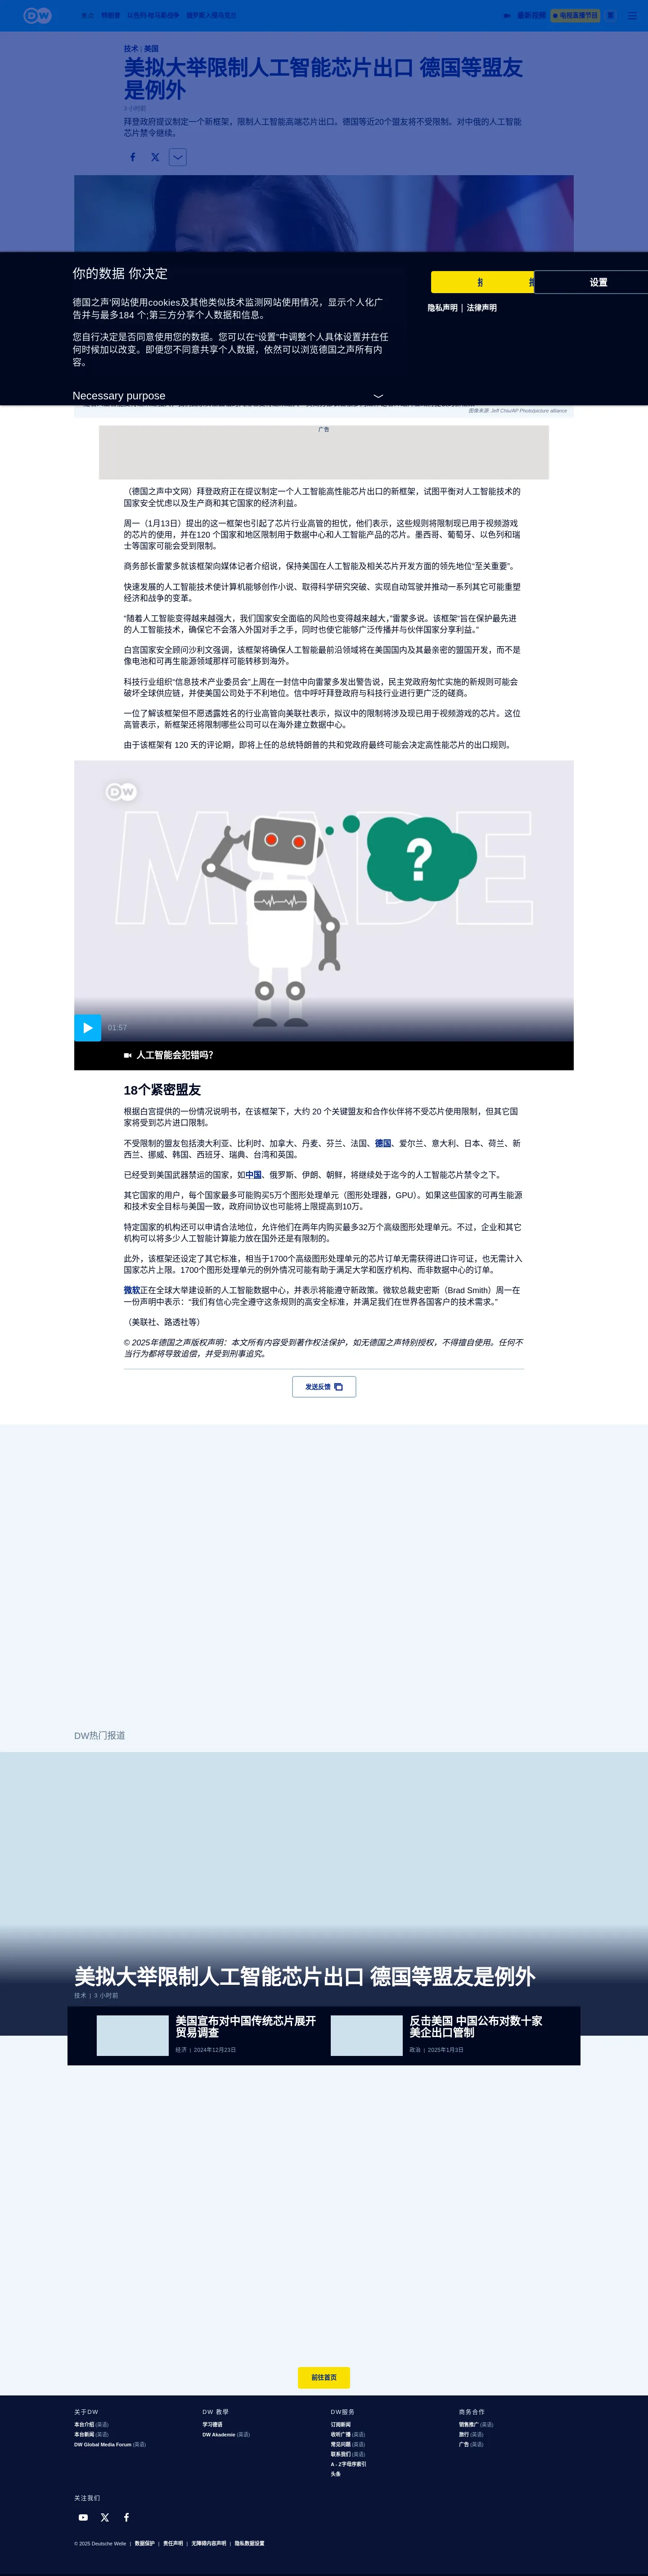 DW
焦点
特朗普
以色列-哈马斯战争
俄罗斯入侵乌克兰
最新视频
电视直播节目
简
技术 | 美国
美拟大举限制人工智能芯片出口 德国等盟友
是例外
3 小时前
拜登政府提议制定一个新框架，限制人工智能高端芯片出口。德国等近20个盟友将不受限制。对中俄的人工智能
芯片禁令继续。
你的数据 你决定
设置
德国之声'网站使用cookies及其他类似技术监测网站使用情况，显示个人化广
告并与最多184 个;第三方分享个人数据和信息。
隐私声明 | 法律声明
您自行决定是否同意使用您的数据。您可以在“设置”中调整个人具体设置并在任
何时候加以改变。即便您不同意共享个人数据，依然可以浏览德国之声所有内
容。
Necessary purpose
图像来源: Jeff Chiu/AP Photo/picture alliance
广告
（德国之声中文网）拜登政府正在提议制定一个人工智能高性能芯片出口的新框架，试图平衡对人工智能技术的
国家安全忧虑以及生产商和其它国家的经济利益。
周一（1月13日）提出的这一框架也引起了芯片行业高管的担忧，他们表示，这些规则将限制现已用于视频游戏
芯片的使用，并在120 个国家和地区限制用于数据中心和人工智能产品的芯片。墨西哥、葡萄牙、以色列和瑞
士等国家可能会受到限制。
商务部长雷蒙多就该框架向媒体记者介绍说，保持美国在人工智能及相关芯片开发方面的领先地位“至关重要”。
快速发展的人工智能技术使计算机能够创作小说、取得科学研究突破、实现自动驾驶并推动一系列其它可能重塑
经济和战争的变革。
“随着人工智能变得越来越强大，我们国家安全面临的风险也变得越来越大，”雷蒙多说。该框架“旨在保护最先进
的人工智能技术，确保它不会落入外国对手之手，同时也使它能够广泛传播并与伙伴国家分享利益。”
白宫国家安全顾问沙利文强调，该框架将确保人工智能最前沿领域将在美国国内及其最亲密的盟国开发，而不是
像电池和可再生能源领域那样可能转移到海外。
科技行业组织“信息技术产业委员会”上周在一封信中向雷蒙多发出警告说，民主党政府匆忙实施的新规则可能会
破坏全球供应链，并使美国公司处于不利地位。信中呼吁拜登政府与科技行业进行更广泛的磋商。
一位了解该框架但不愿透露姓名的行业高管向美联社表示，拟议中的限制将涉及现已用于视频游戏的芯片。这位
高管表示，新框架还将限制哪些公司可以在海外建立数据中心。
由于该框架有 120 天的评论期，即将上任的总统特朗普的共和党政府最终可能会决定高性能芯片的出口规则。
DW
MADE
?
01:57
人工智能会犯错吗？
18个紧密盟友
根据白宫提供的一份情况说明书，在该框架下，大约 20 个关键盟友和合作伙伴将不受芯片使用限制，但其它国
家将受到芯片进口限制。
不受限制的盟友包括澳大利亚、比利时、加拿大、丹麦、芬兰、法国、德国、爱尔兰、意大利、日本、荷兰、新
西兰、挪威、韩国、西班牙、瑞典、台湾和英国。
已经受到美国武器禁运的国家，如中国、俄罗斯、伊朗、朝鲜，将继续处于迄今的人工智能芯片禁令之下。
其它国家的用户，每个国家最多可能购买5万个图形处理单元（图形处理器，GPU）。如果这些国家的可再生能源
和技术安全目标与美国一致，政府间协议也可能将上限提高到10万。
特定国家的机构还可以申请合法地位，允许他们在两年内购买最多32万个高级图形处理单元。不过，企业和其它
机构可以将多少人工智能计算能力放在国外还是有限制的。
此外，该框架还设定了其它标准，相当于1700个高级图形处理单元的芯片订单无需获得进口许可证，也无需计入
国家芯片上限。1700个图形处理单元的例外情况可能有助于满足大学和医疗机构、而非数据中心的订单。
微软正在全球大举建设新的人工智能数据中心，并表示将能遵守新政策。微软总裁史密斯（Brad Smith）周一在
一份声明中表示：“我们有信心完全遵守这条规则的高安全标准，并满足我们在世界各国客户的技术需求。”
（美联社、路透社等）
© 2025年德国之声版权声明：本文所有内容受到著作权法保护，如无德国之声特别授权，不得擅自使用。任何不
当行为都将导致追偿，并受到刑事追究。
发送反馈
DW热门报道
美拟大举限制人工智能芯片出口 德国等盟友是例外
技术 | 3 小时前
美国宣布对中国传统芯片展开
贸易调查
经济 | 2024年12月23日
反击美国 中国公布对数十家
美企出口管制
政治 | 2025年1月3日
前往首页
关于DW
本台介绍 (英语)
本台新闻 (英语)
DW Global Media Forum (英语)
DW 教学
学习德语
DW Akademie (英语)
DW服务
订阅新闻
收听广播 (英语)
常见问题 (英语)
联系我们 (英语)
A - Z字母序索引
头条
商务合作
销售推广 (英语)
旅行 (英语)
广告 (英语)
关注我们
© 2025 Deutsche Welle | 数据保护 | 责任声明 | 无障碍内容声明 | 隐私数据设置